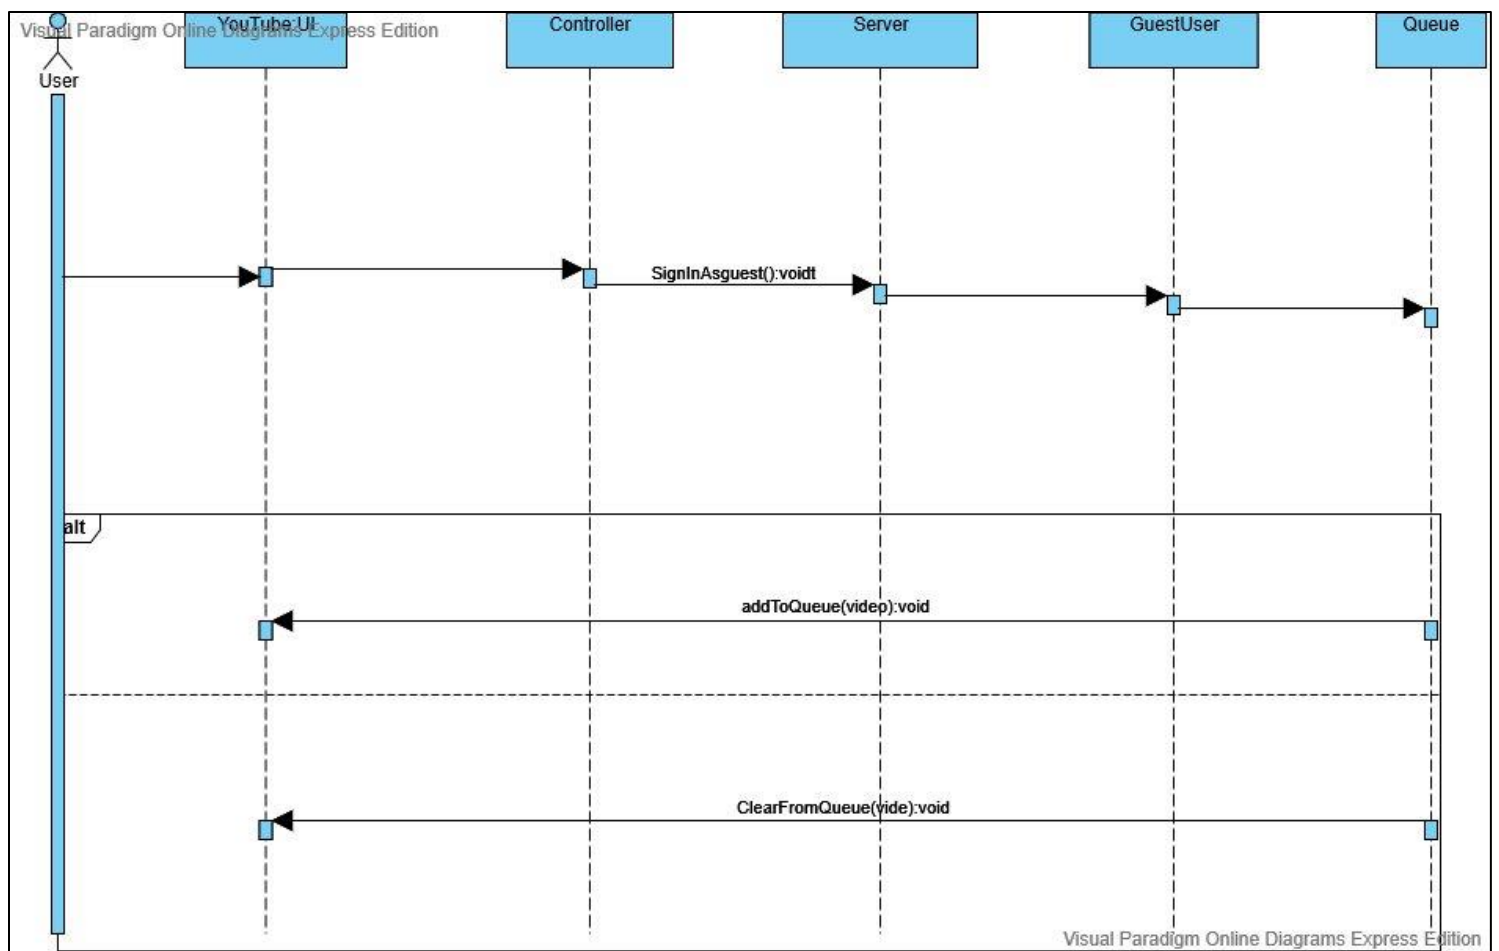 Visual Paradigm Online Diagrams Express Edition
YouTube:UI
Controller
Server
GuestUser
Queue
User
SignInAsguest():voidt
alt
addToQueue(video):void
ClearFromQueue(vide):void
Visual Paradigm Online Diagrams Express Edition